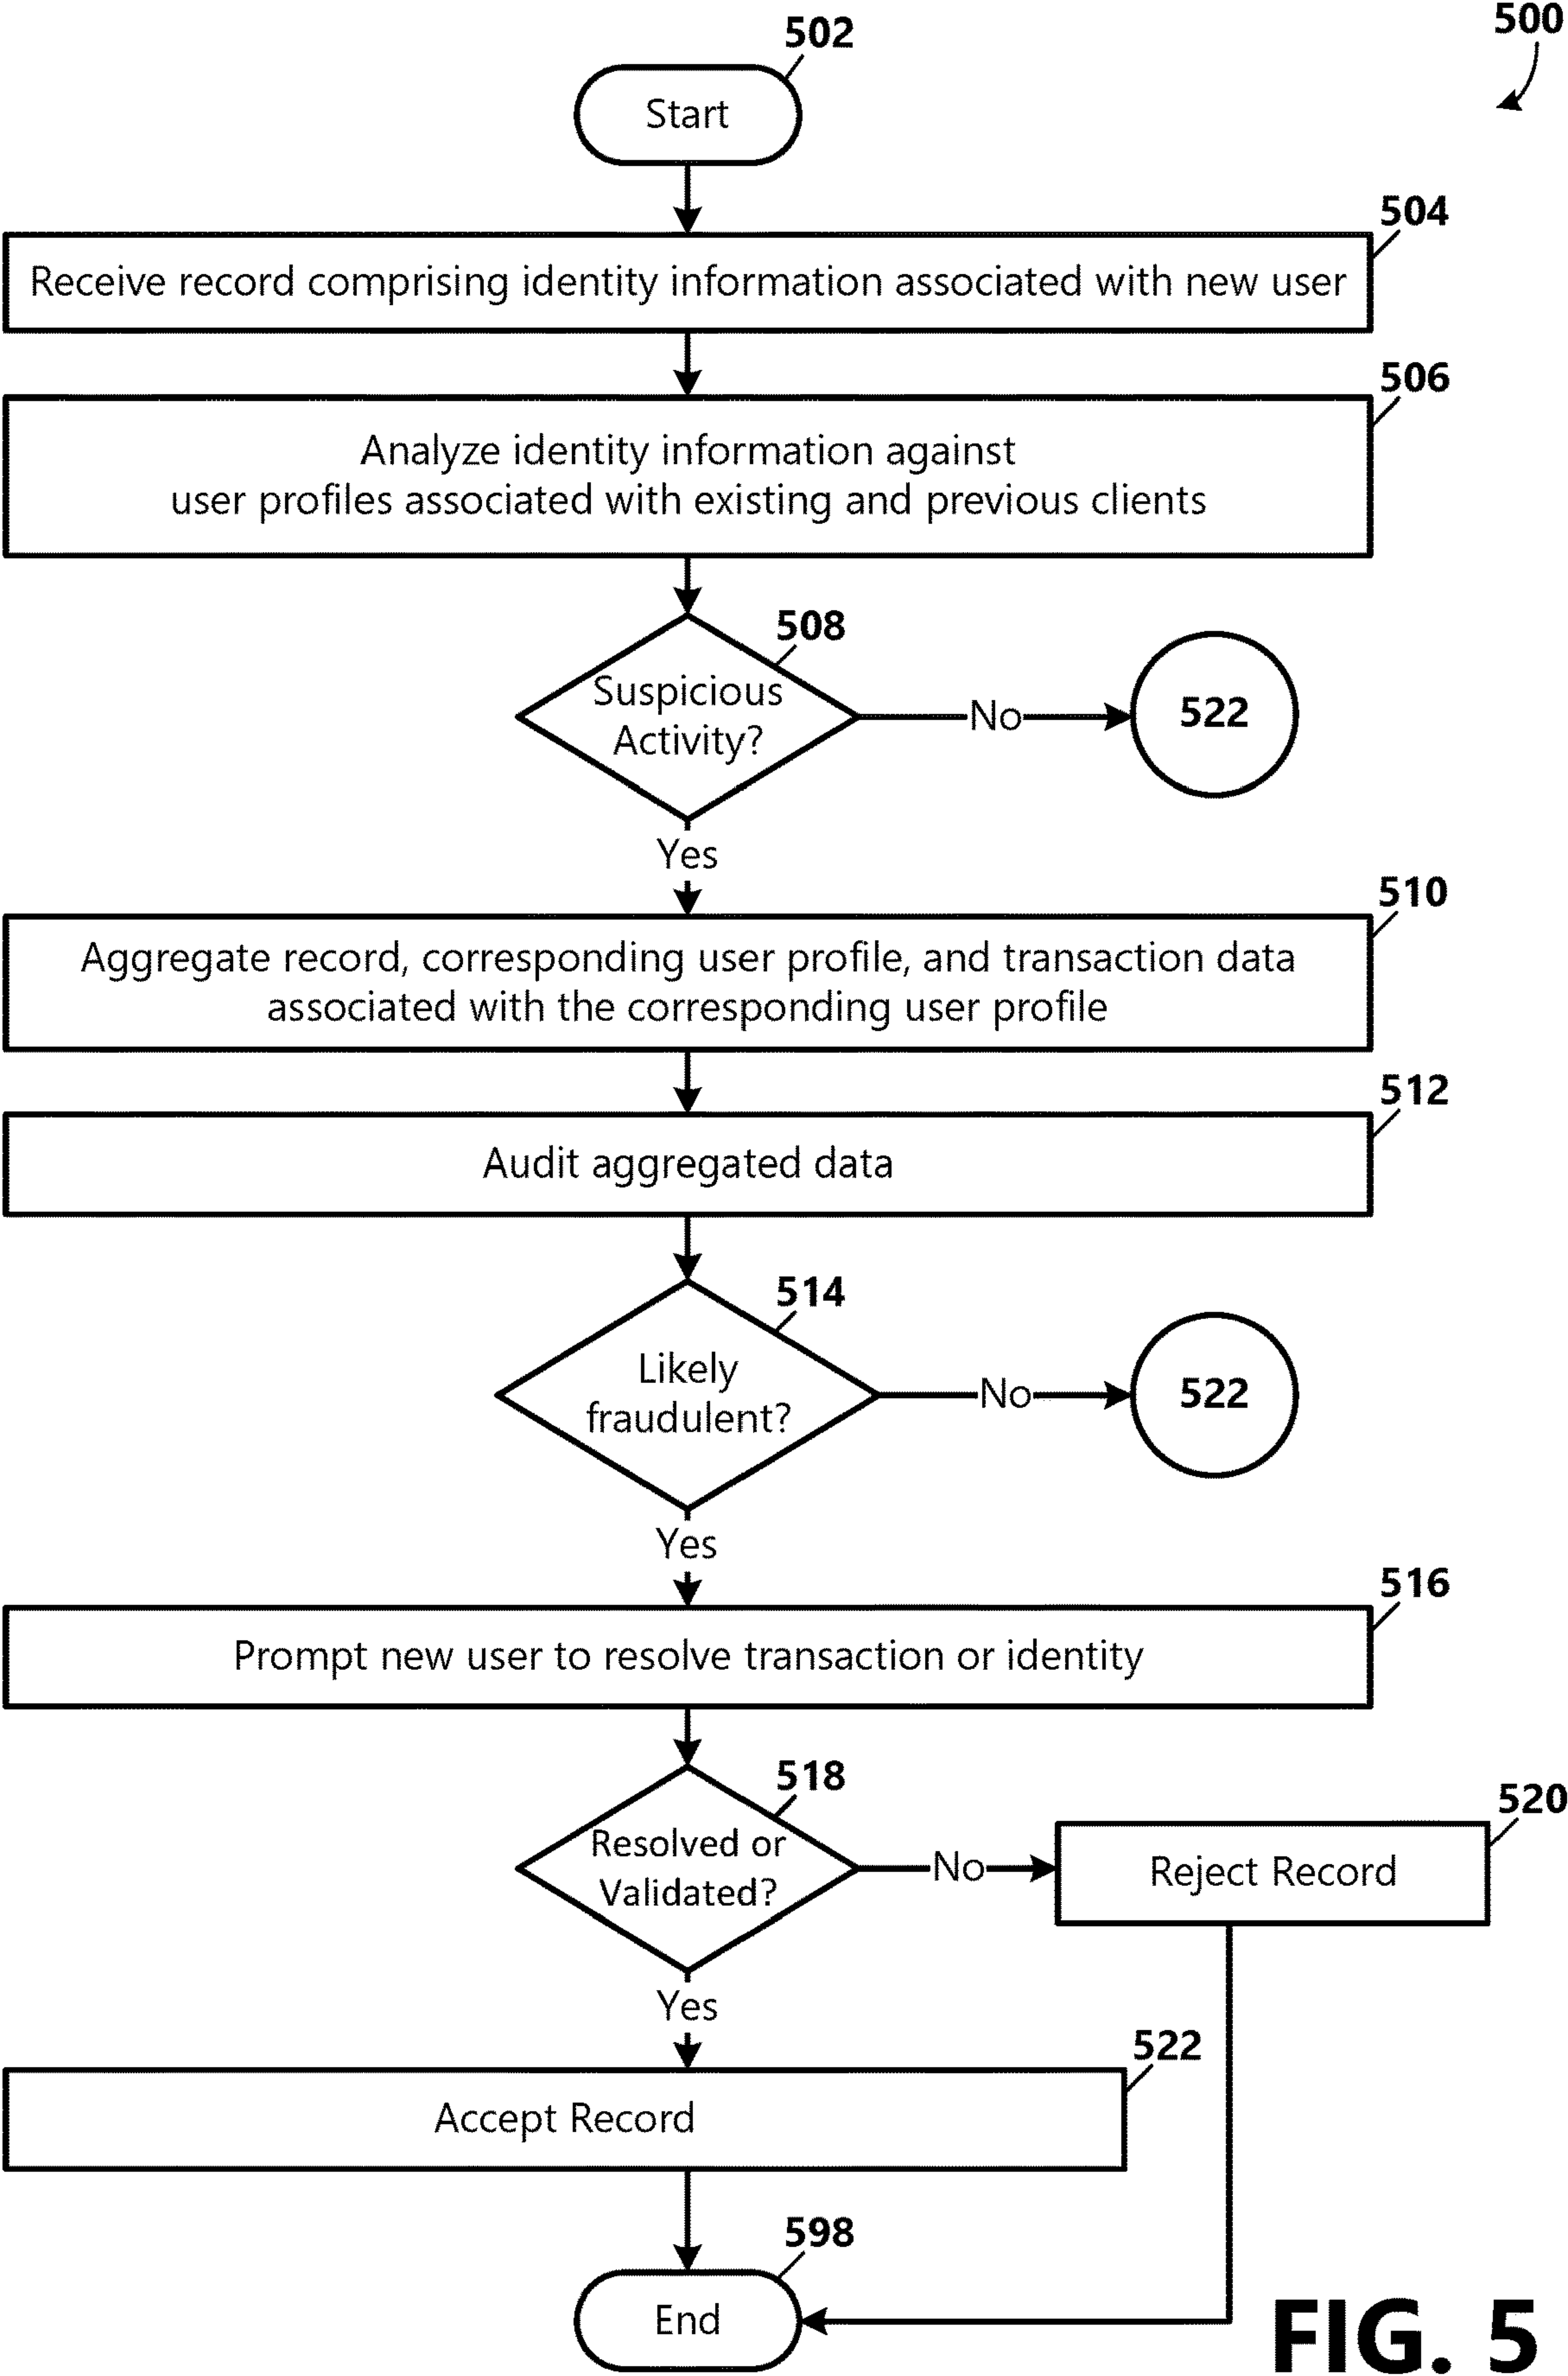 500
502
Start
504
Receive record comprising identity information associated with new user
506
Analyze identity information against
user profiles associated with existing and previous clients
508
Suspicious
Activity?
No
522
Yes
510
Aggregate record, corresponding user profile, and transaction data
associated with the corresponding user profile
512
Audit aggregated data
514
Likely
fraudulent?
No
522
Yes
516
Prompt new user to resolve transaction or identity
518
Resolved or
Validated?
No
520
Reject Record
Yes
522
Accept Record
598
End
FIG. 5